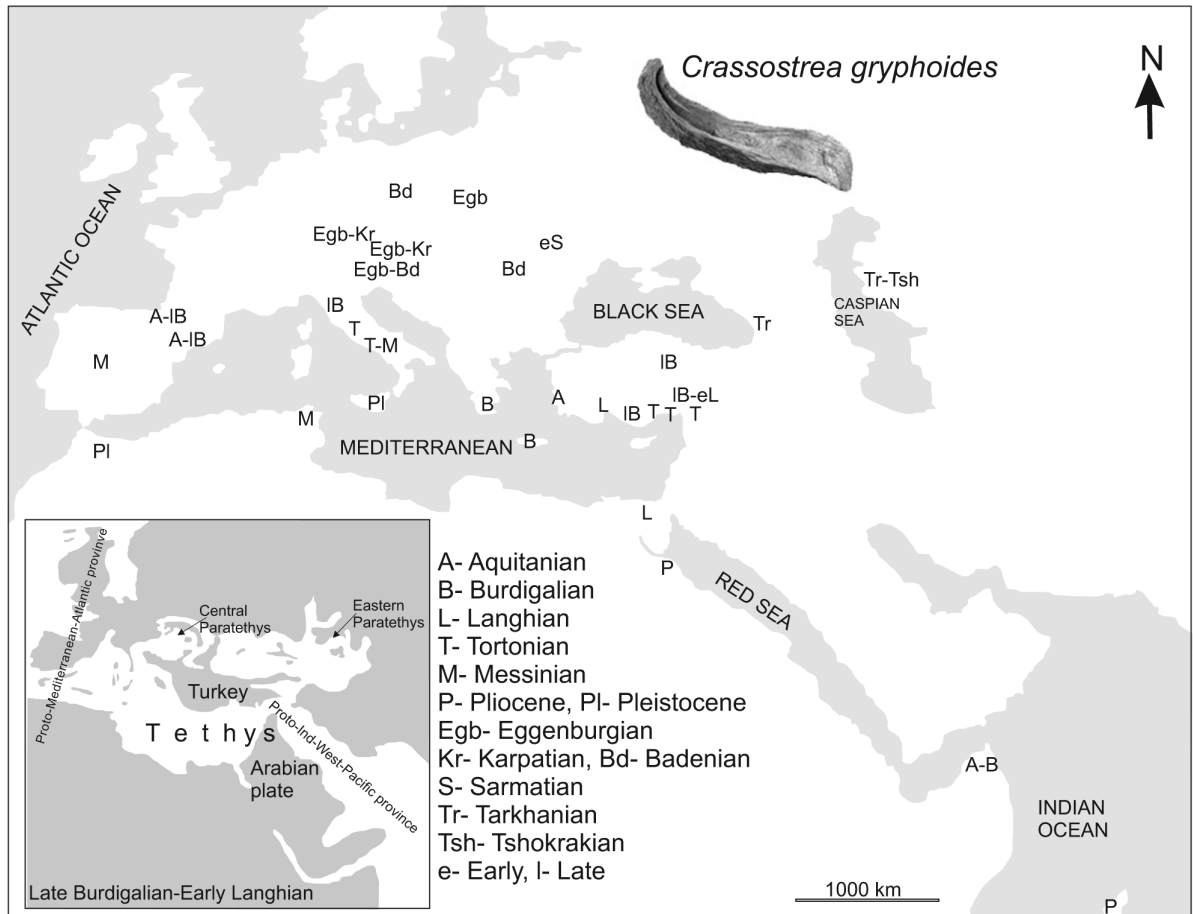 Crassostrea gryphoides
N
ATLANTIC OCEAN
Bd
Egb
Egb-Kr
Egb-Kr
eS
Egb-Bd
Bd
Tr-Tsh
CASPIAN
SEA
A-lB
lB
BLACK SEA
Tr
T
A-lB
T-M
M
lB
lB-eL
A
Pl
B
L
lB
T
T
T
M
B
MEDITERRANEAN
Pl
L
P
RED SEA
A-B
INDIAN
OCEAN
P
1000 km
A- Aquitanian
B- Burdigalian
L- Langhian
T- Tortonian
M- Messinian
P- Pliocene, Pl- Pleistocene
Egb- Eggenburgian
Kr- Karpatian, Bd- Badenian
S- Sarmatian
Tr- Tarkhanian
Tsh- Tshokrakian
e- Early, l- Late
Proto-Mediterranean-Atlantic provinve
Central
Paratethys
Eastern
Paratethys
Turkey
Tethys
Proto-Ind-West-Pacific province
Arabian
plate
Late Burdigalian-Early Langhian